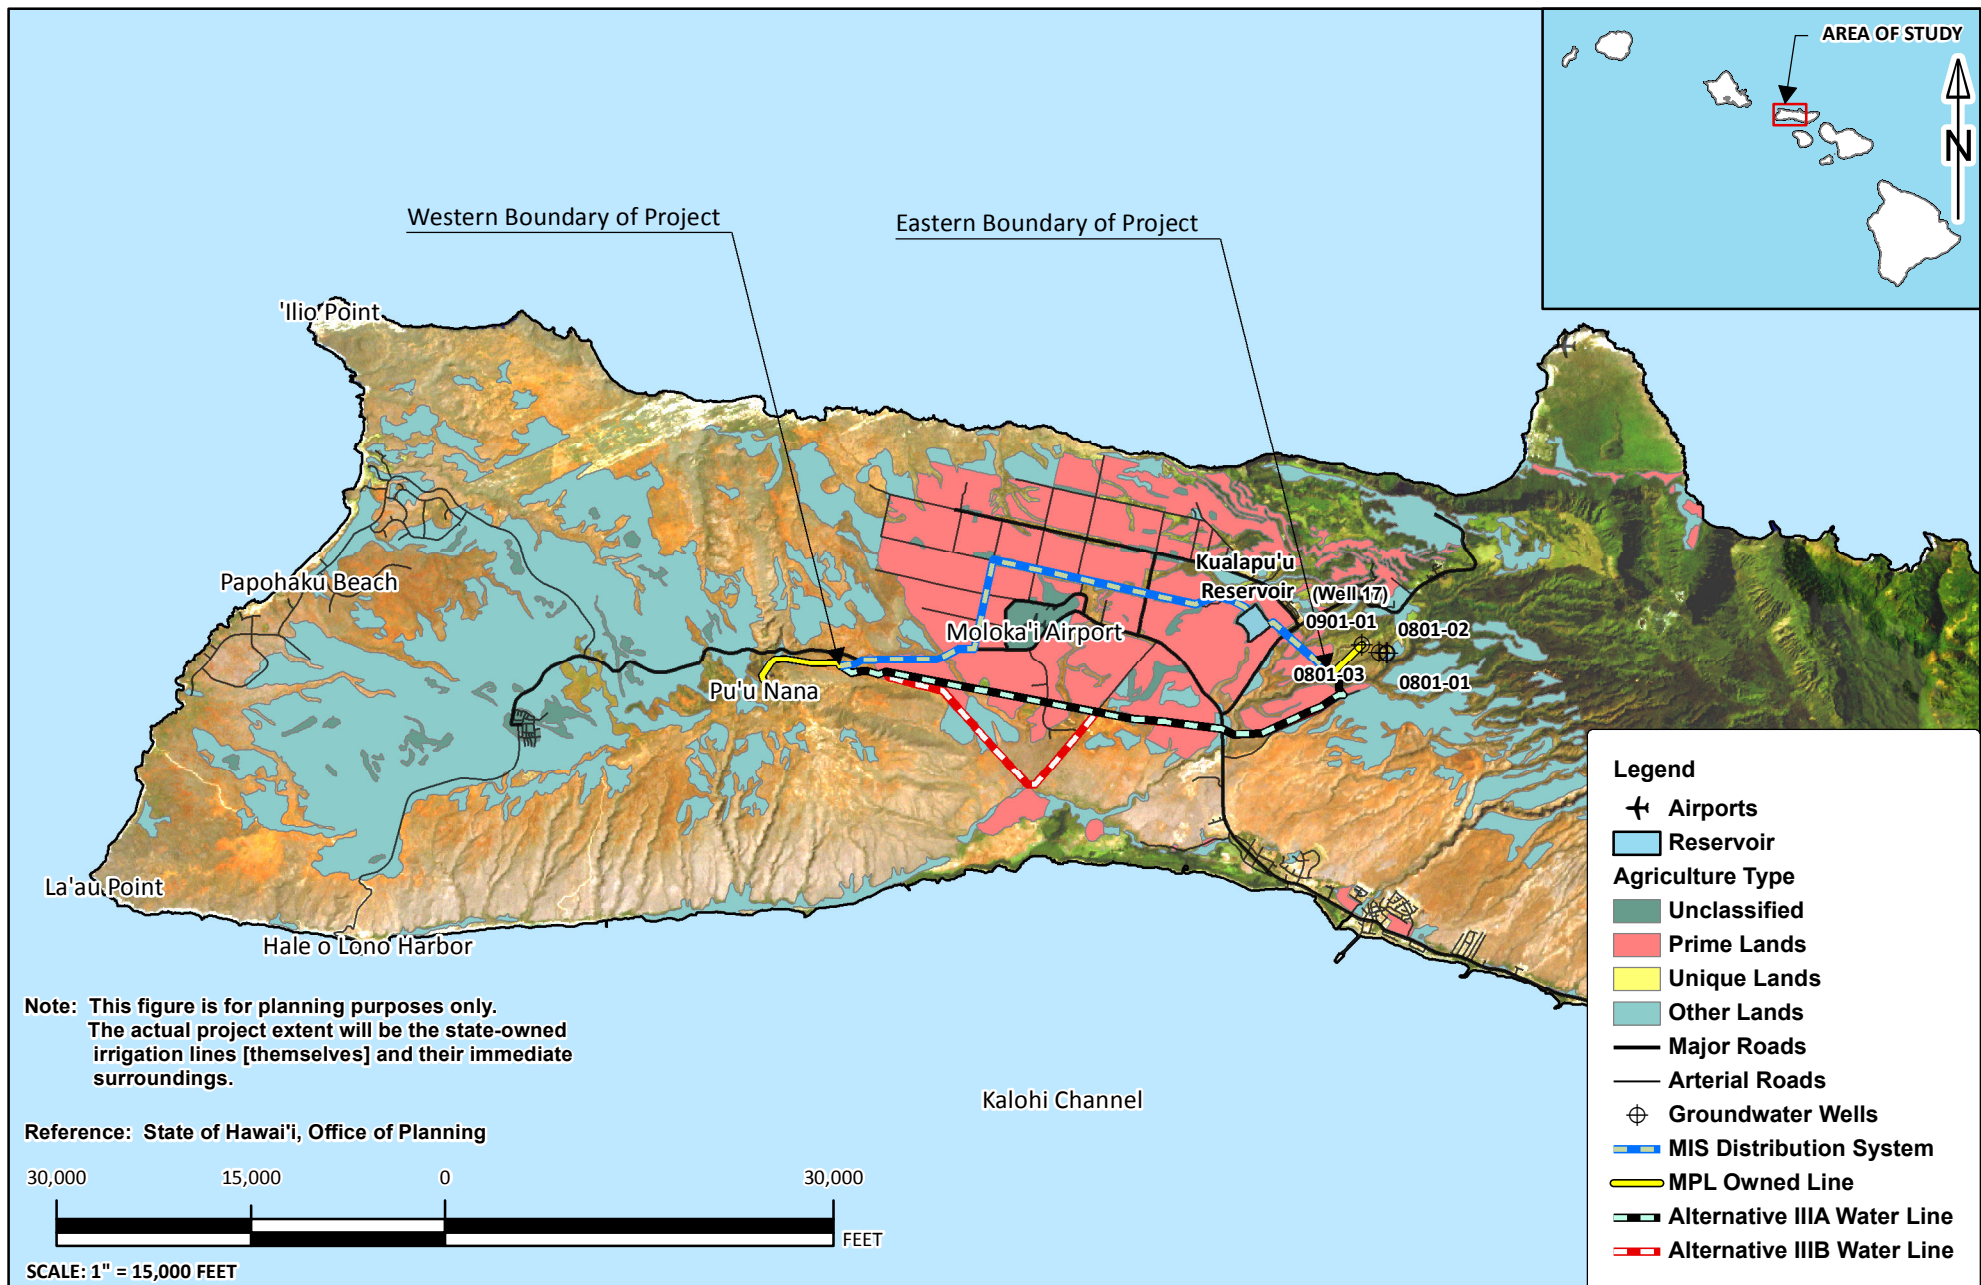 AREA OF STUDY
N
Western Boundary of Project
Eastern Boundary of Project
'Ilio Point
Papohaku Beach
Kualapu'u
Reservoir
(Well 17)
0901-01
0801-02
Moloka'i Airport
0801-03
0801-01
Pu'u Nana
La'au Point
Hale o Lono Harbor
Kalohi Channel
Note: This figure is for planning purposes only.
The actual project extent will be the state-owned
irrigation lines [themselves] and their immediate
surroundings.
Reference: State of Hawai'i, Office of Planning
30,000 15,000 0 30,000
FEET
SCALE: 1" = 15,000 FEET
Legend
Airports
Reservoir
Agriculture Type
Unclassified
Prime Lands
Unique Lands
Other Lands
Major Roads
Arterial Roads
Groundwater Wells
MIS Distribution System
MPL Owned Line
Alternative IIIA Water Line
Alternative IIIB Water Line